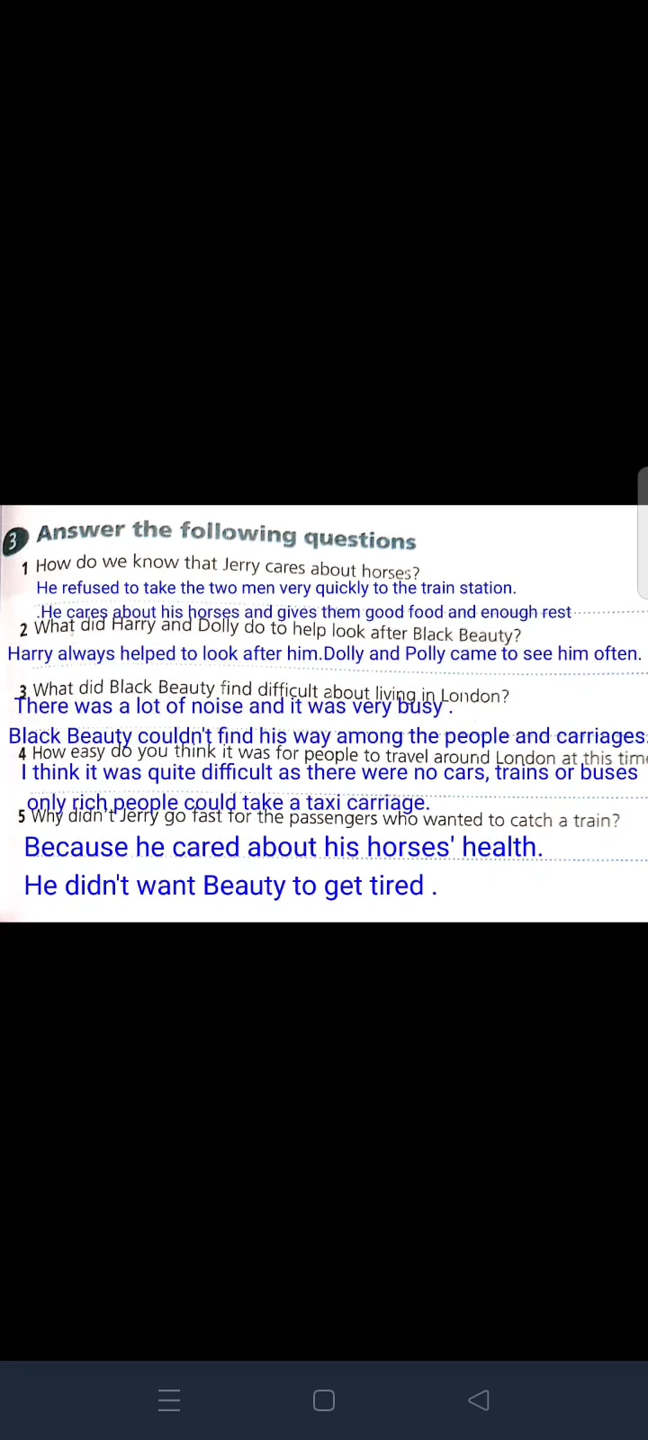 3 Answer the following questions
1 How do we know that Jerry cares about horses?
He refused to take the two men very quickly to the train station.
.He cares about his horses and gives them good food and enough rest
2 What did Harry and Dolly do to help look after Black Beauty?
Harry always helped to look after him.Dolly and Polly came to see him often.
3 What did Black Beauty find difficult about living in London?
There was a lot of noise and it was very busy .
Black Beauty couldn't find his way among the people and carriages.
4 How easy do you think it was for people to travel around London at this time
I think it was quite difficult as there were no cars, trains or buses
only rich people could take a taxi carriage.
5 Why didn't Jerry go fast for the passengers who wanted to catch a train?
Because he cared about his horses' health.
He didn't want Beauty to get tired .